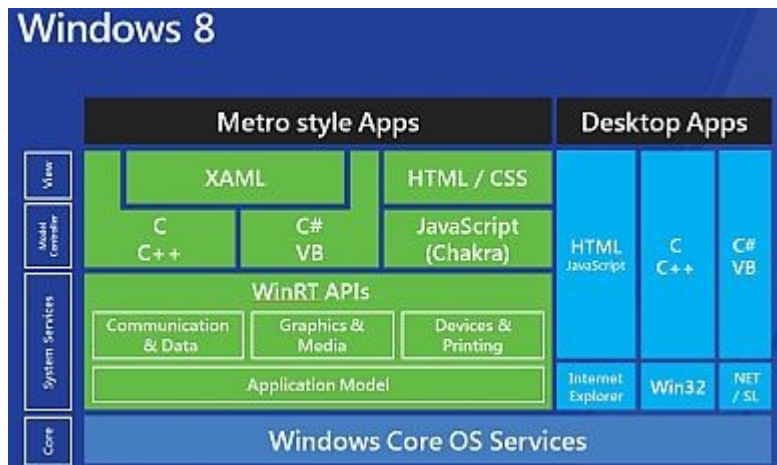 Windows 8
Metro style Apps
Desktop Apps
View
XAML
HTML / CSS
Model
Controller
C
C++
C#
VB
JavaScript
(Chakra)
HTML
JavaScript
C
C++
C#
VB
System Services
WinRT APIs
Communication
& Data
Graphics &
Media
Devices &
Printing
Application Model
Internet
Explorer
Win32
NET
/ SL
Core
Windows Core OS Services